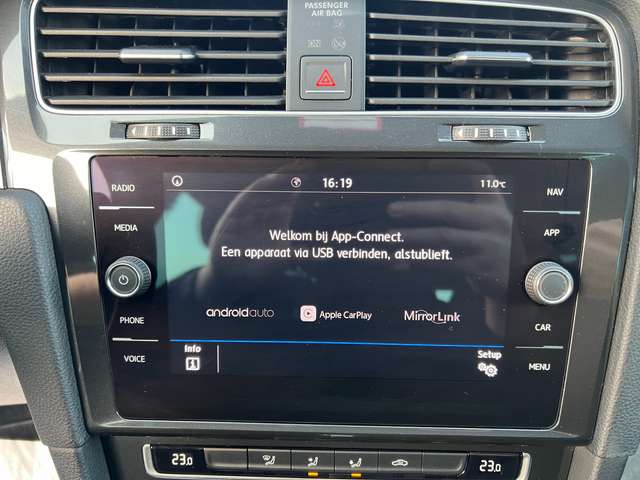 PASSENGER
AIR BAG
ON
RADIO
MEDIA
PHONE
VOICE
16:19
11.0°C
Welkom bij App-Connect.
Een apparaat via USB verbinden, alstublieft.
androidauto
Apple CarPlay
MirrorLink
Info
Setup
NAV
APP
CAR
MENU
23.0
23.0